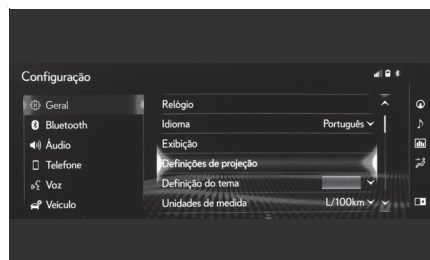 Configuração
Geral
Bluetooth
Áudio
Telefone
Voz
Veiculo
Relógio
Idioma Português
Exibição
Definições de projeção
Definição do tema
Unidades de medida L/100km